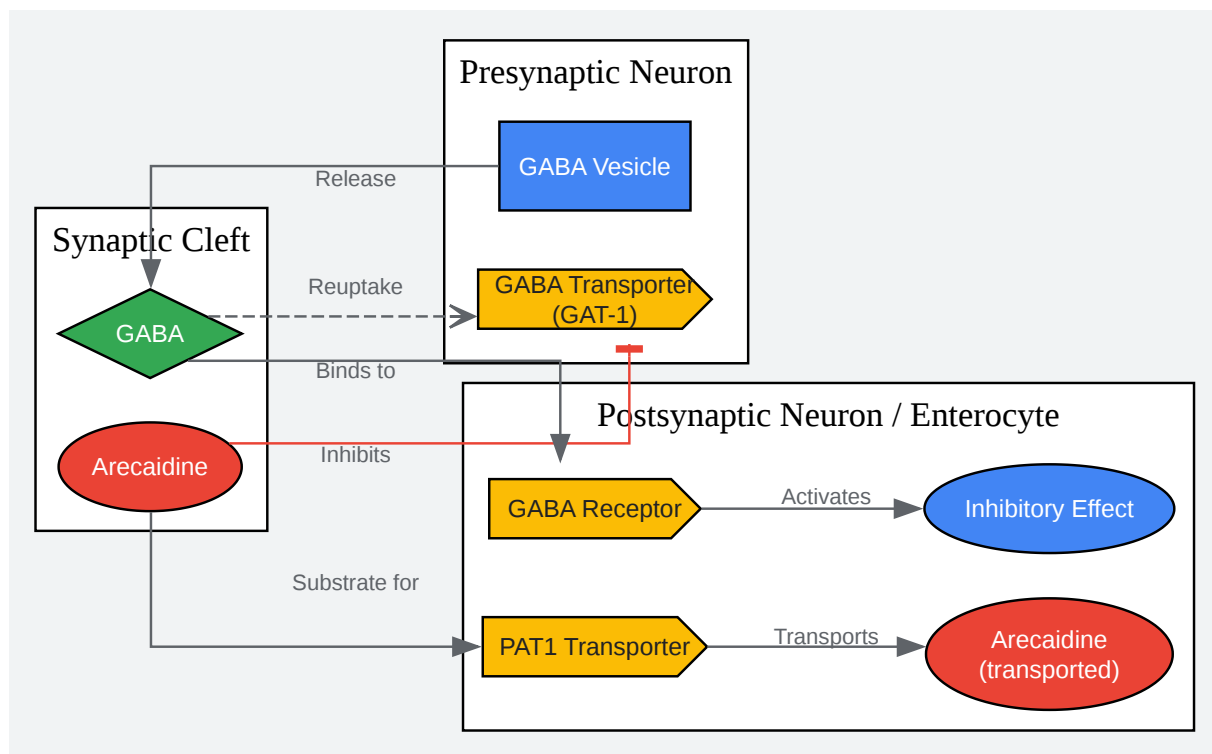 Presynaptic Neuron
GABA Vesicle
Release
Synaptic Cleft
GABA Transporter
(GAT-1)
Reuptake
GABA
Binds to
Postsynaptic Neuron / Enterocyte
Arecaidine
Inhibits
GABA Receptor
Activates
Inhibitory Effect
Substrate for
PAT1 Transporter
Transports
Arecaidine
(transported)